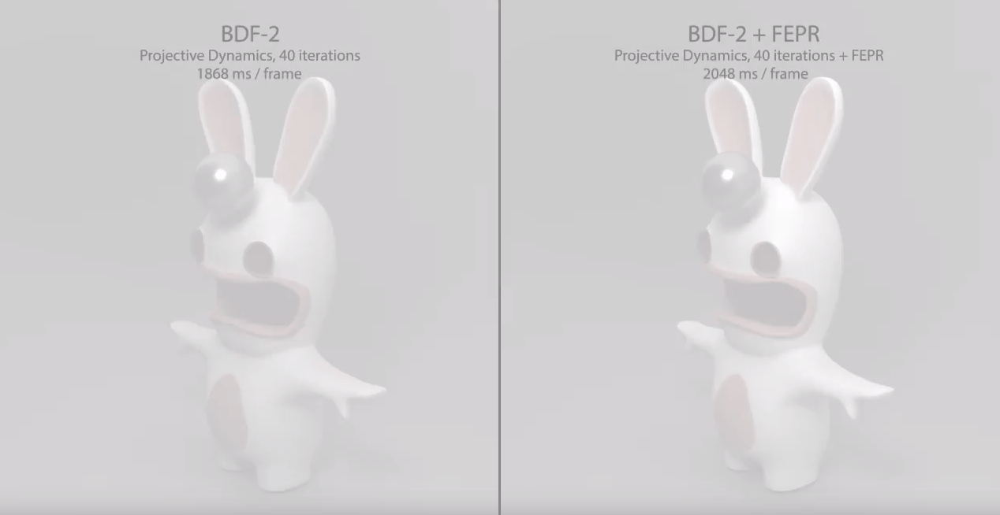 BDF-2
Projective Dynamics, 40 iterations
1868 ms / frame
BDF-2 + FEPR
Projective Dynamics, 40 iterations + FEPR
2048 ms / frame